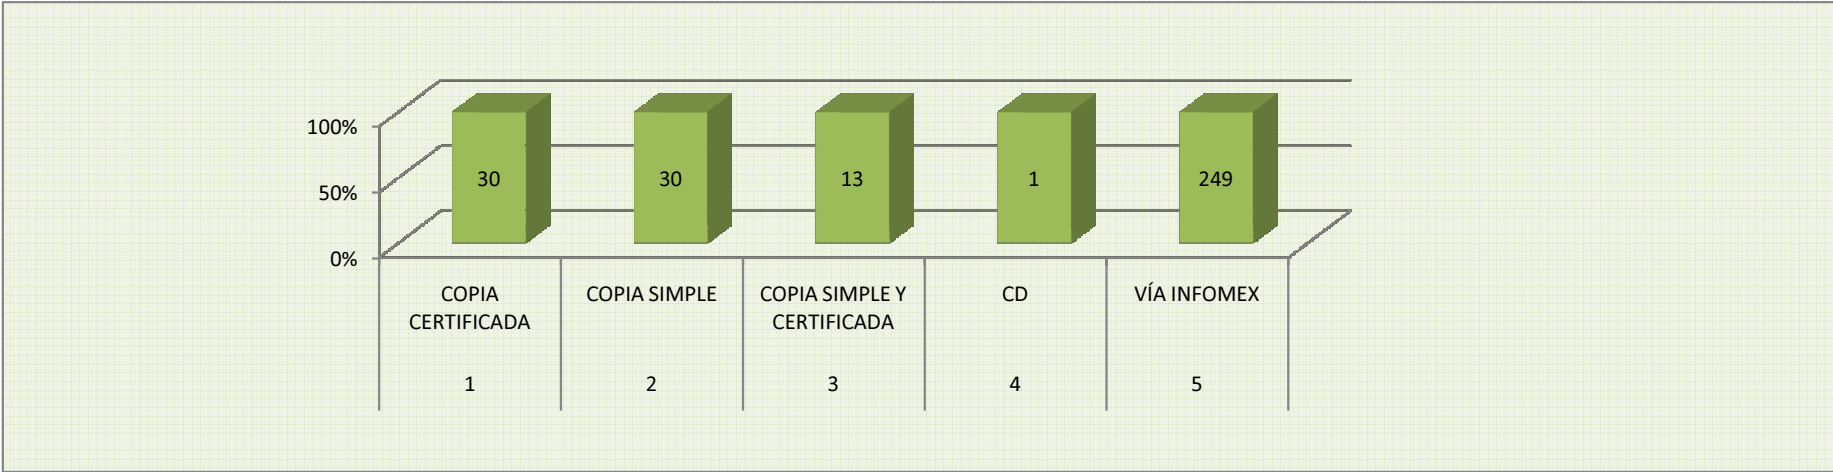 100%
50%
0%
30
30
13
1
249
COPIA
CERTIFICADA
COPIA SIMPLE
COPIA SIMPLE Y
CERTIFICADA
CD
VÍA INFOMEX
1
2
3
4
5